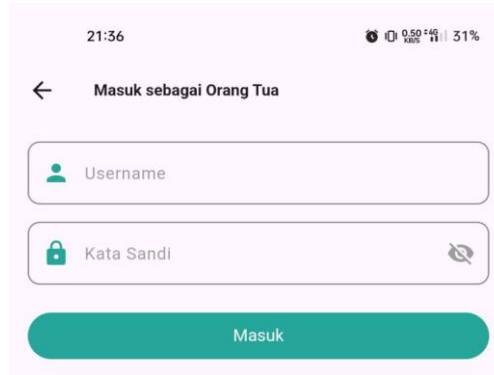 21:36 0.50 KB/S 4G 31%
Masuk sebagai Orang Tua
Username
Kata Sandi
Masuk